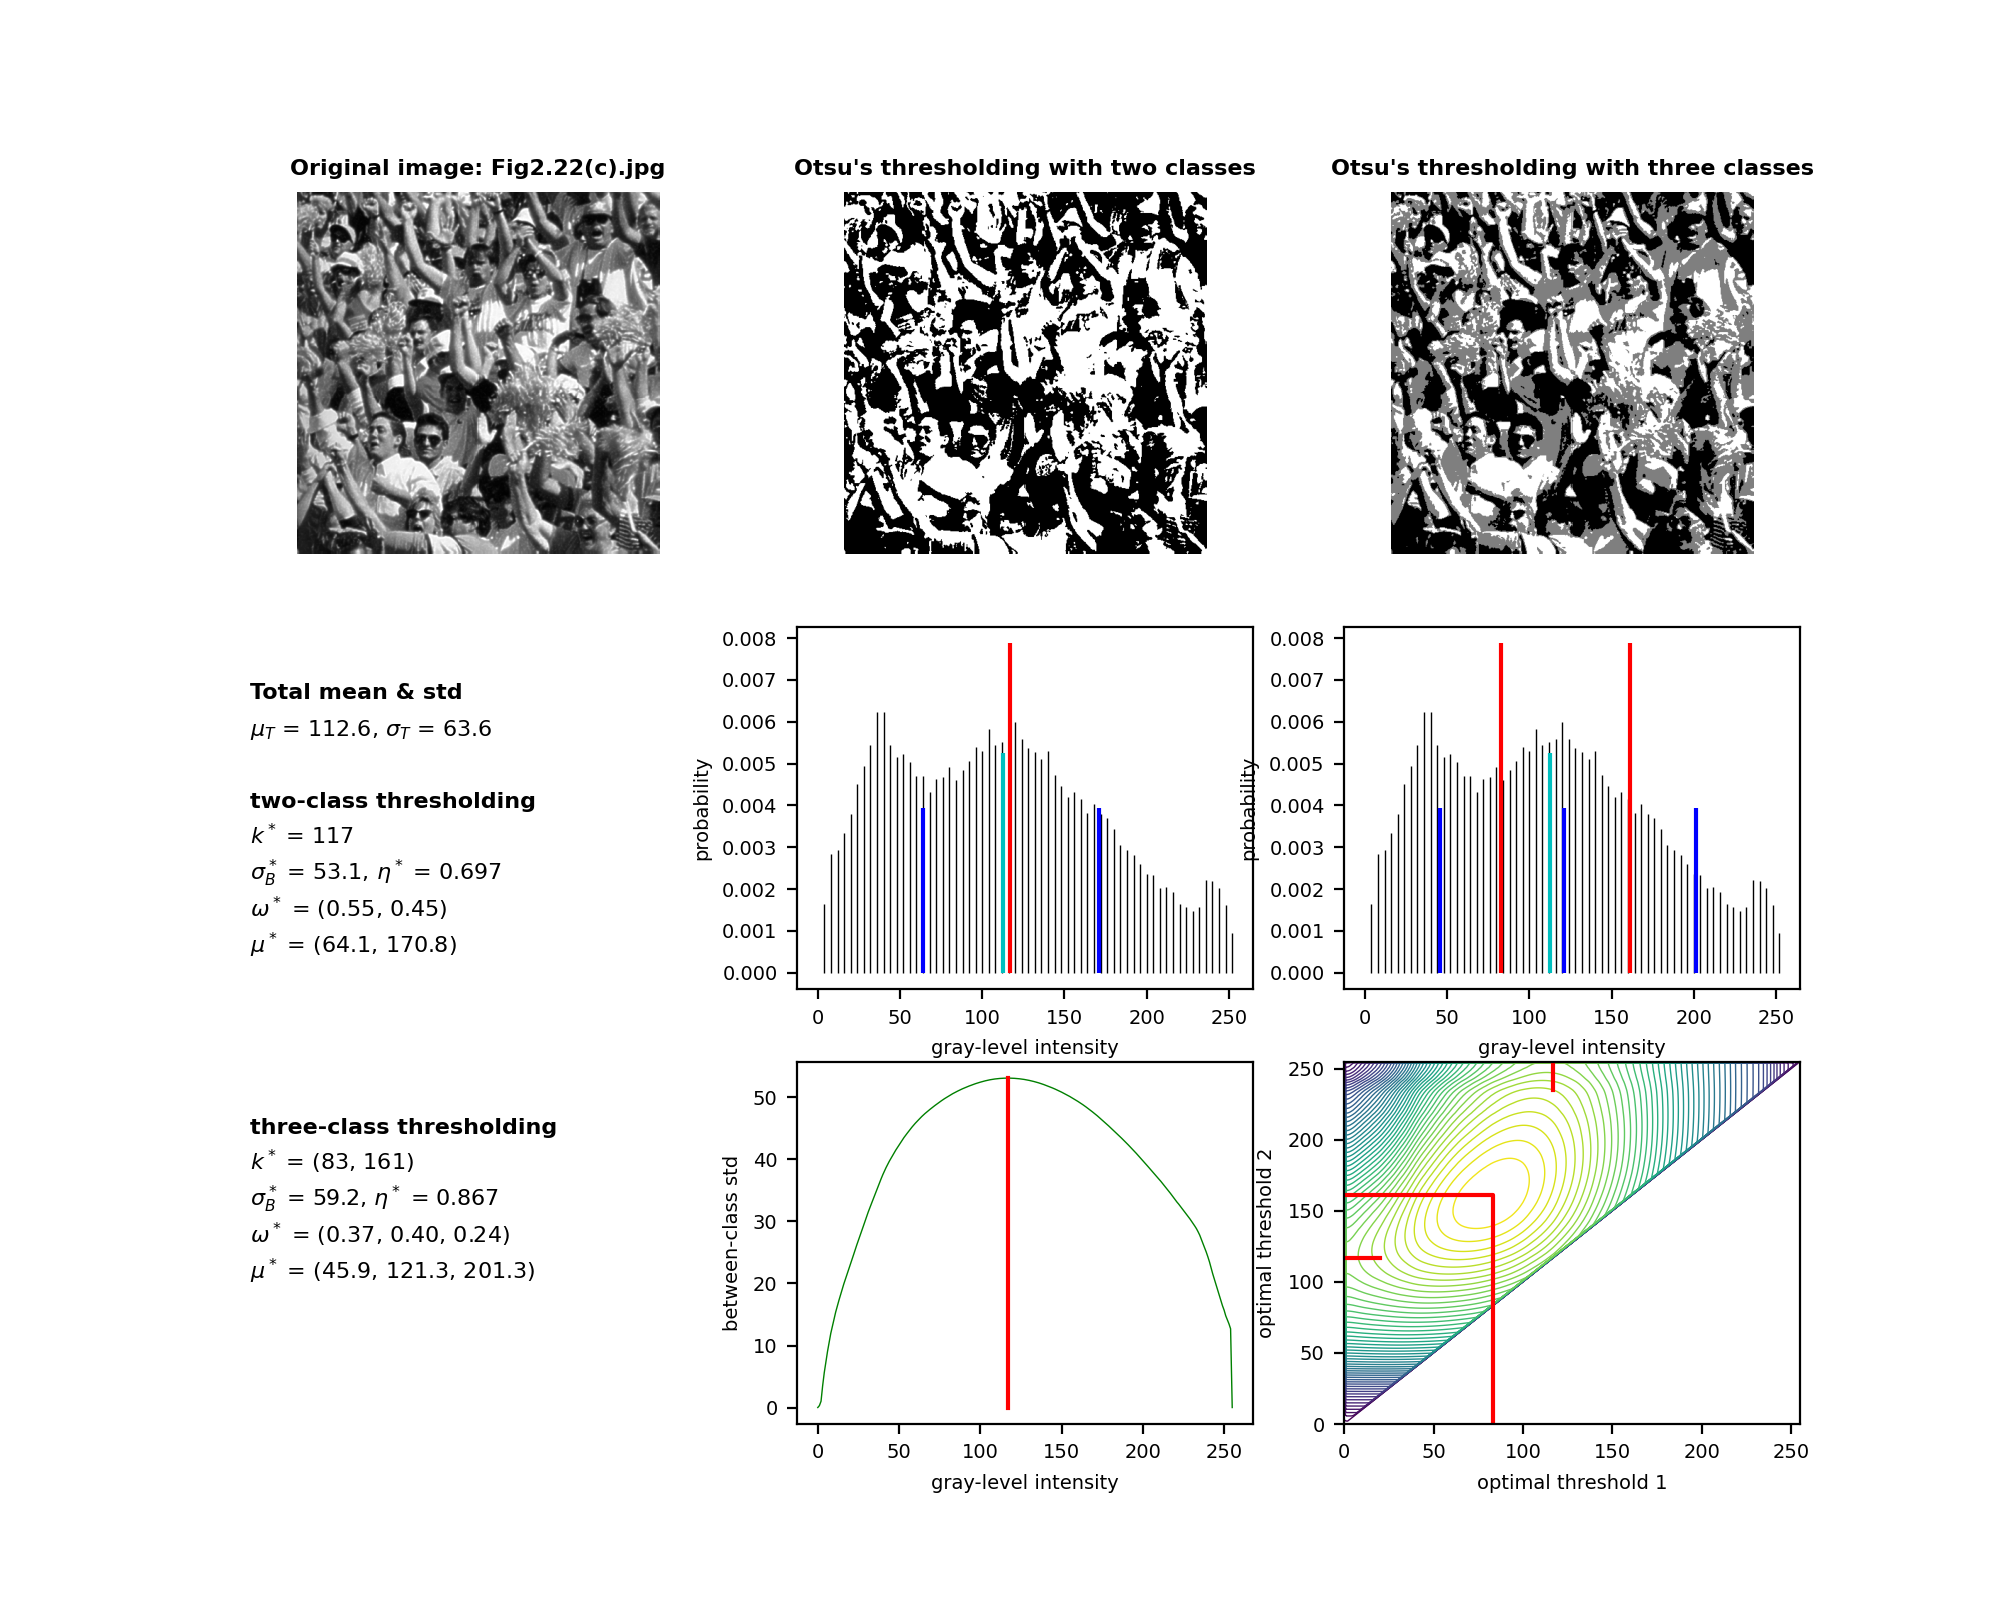 Original image: Fig2.22(c).jpg
Otsu's thresholding with two classes
Otsu's thresholding with three classes
Total mean & std
μ_T = 112.6, σ_T = 63.6
two-class thresholding
k* = 117
σ_B* = 53.1, η* = 0.697
ω* = (0.55, 0.45)
μ* = (64.1, 170.8)
0.008
0.007
0.006
0.005
0.004
0.003
0.002
0.001
0.000
probability
0 50 100 150 200 250
gray-level intensity
0.008
0.007
0.006
0.005
0.004
0.003
0.002
0.001
0.000
probability
0 50 100 150 200 250
gray-level intensity
three-class thresholding
k* = (83, 161)
σ_B* = 59.2, η* = 0.867
ω* = (0.37, 0.40, 0.24)
μ* = (45.9, 121.3, 201.3)
50
40
30
20
10
0
between-class std
0 50 100 150 200 250
gray-level intensity
250
200
150
100
50
0
optimal threshold 2
0 50 100 150 200 250
optimal threshold 1